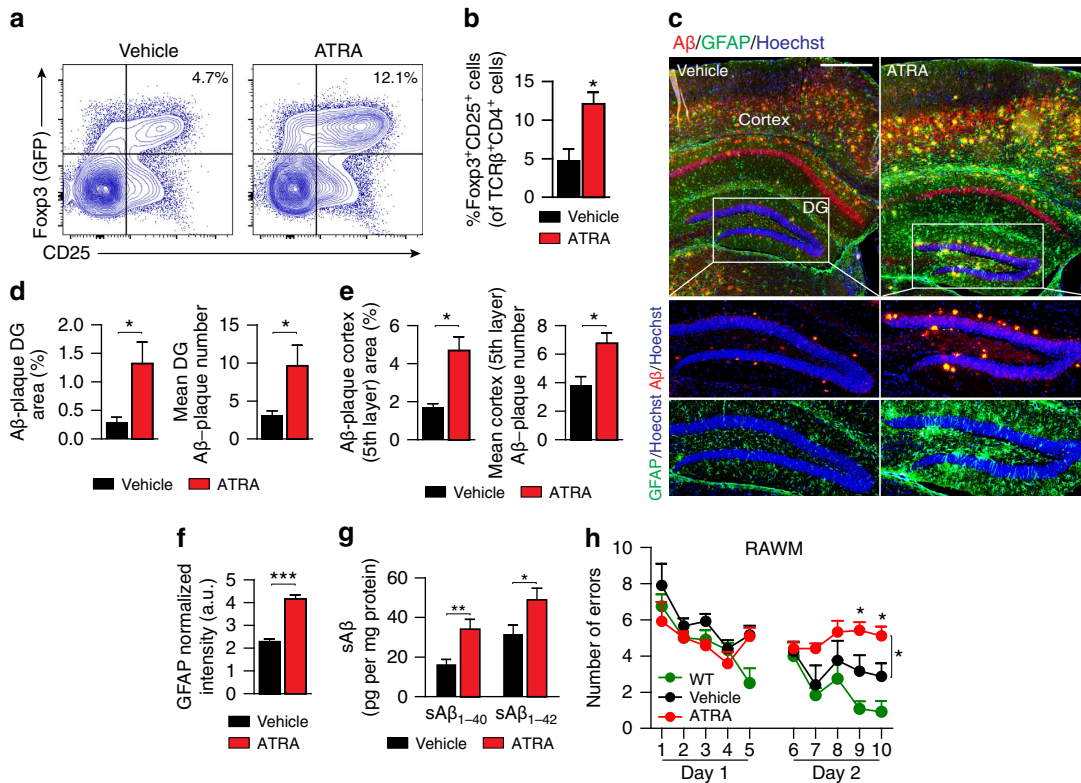 a
Vehicle
ATRA
4.7%
12.1%
Foxp3 (GFP)
CD25
b
%Foxp3⁺CD25⁺ cells
(of TCRβ⁺CD4⁺ cells)
15
10
5
0
*
Vehicle
ATRA
c
Aβ/GFAP/Hoechst
Vehicle
ATRA
Cortex
DG
Aβ/Hoechst
GFAP/Hoechst
d
Aβ-plaque DG
area (%)
2.0
1.5
1.0
0.5
0.0
*
Mean DG
Aβ–plaque number
15
10
5
0
*
Vehicle
ATRA
e
Aβ-plaque cortex
(5th layer) area (%)
6
4
2
0
*
Mean cortex (5th layer)
Aβ–plaque number
8
6
4
2
0
*
Vehicle
ATRA
f
GFAP normalized
intensity (a.u.)
5
4
3
2
1
0
***
Vehicle
ATRA
g
sAβ
(pg per mg protein)
60
40
20
0
**
*
sAβ₁₋₄₀
sAβ₁₋₄₂
Vehicle
ATRA
h
RAWM
Number of errors
10
8
6
4
2
0
WT
Vehicle
ATRA
* *
*
1 2 3 4 5 6 7 8 9 10
Day 1
Day 2